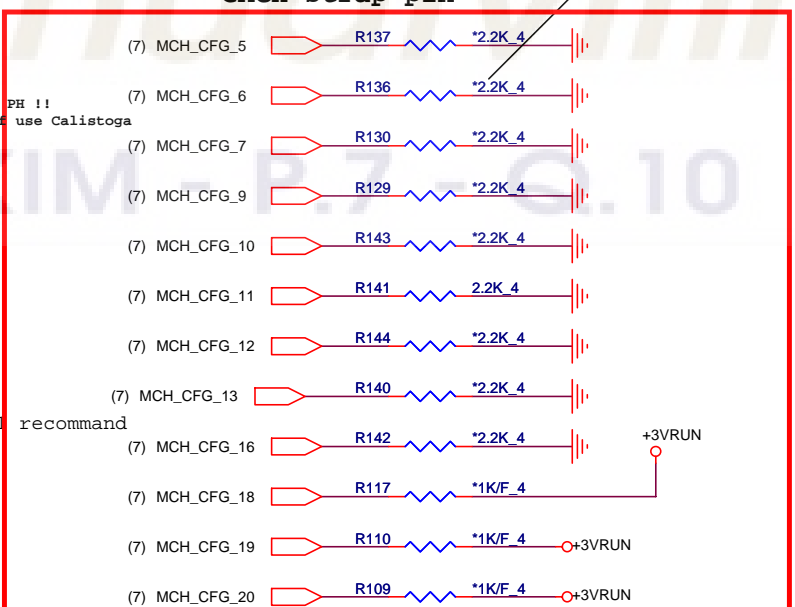 (7) MCH_CFG_5 R137 *2.2K_4
(7) MCH_CFG_6 R136 *2.2K_4
PH !!
use Calistoga
(7) MCH_CFG_7 R130 *2.2K_4
(7) MCH_CFG_9 R129 *2.2K_4
KIM - P.7 - Q.10
(7) MCH_CFG_10 R143 *2.2K_4
(7) MCH_CFG_11 R141 2.2K_4
(7) MCH_CFG_12 R144 *2.2K_4
(7) MCH_CFG_13 R140 *2.2K_4
recommand
(7) MCH_CFG_16 R142 *2.2K_4
+3VRUN
(7) MCH_CFG_18 R117 *1K/F_4
(7) MCH_CFG_19 R110 *1K/F_4 +3VRUN
(7) MCH_CFG_20 R109 *1K/F_4 +3VRUN